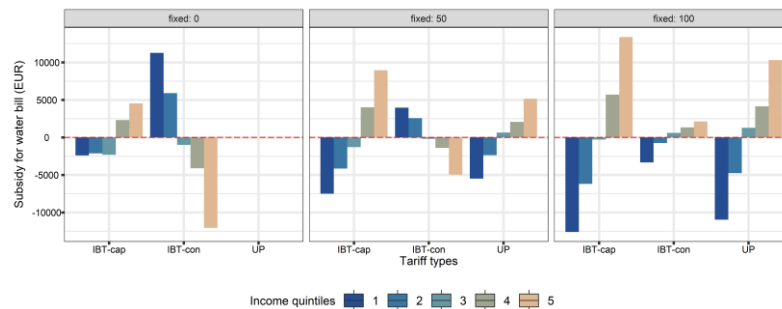 fixed: 0 fixed: 50 fixed: 100
Subsidy for water bill (EUR)
10000
5000
0
-5000
-10000
IBT-cap IBT-con UP IBT-cap IBT-con UP IBT-cap IBT-con UP
Tariff types
Income quintiles 1 2 3 4 5